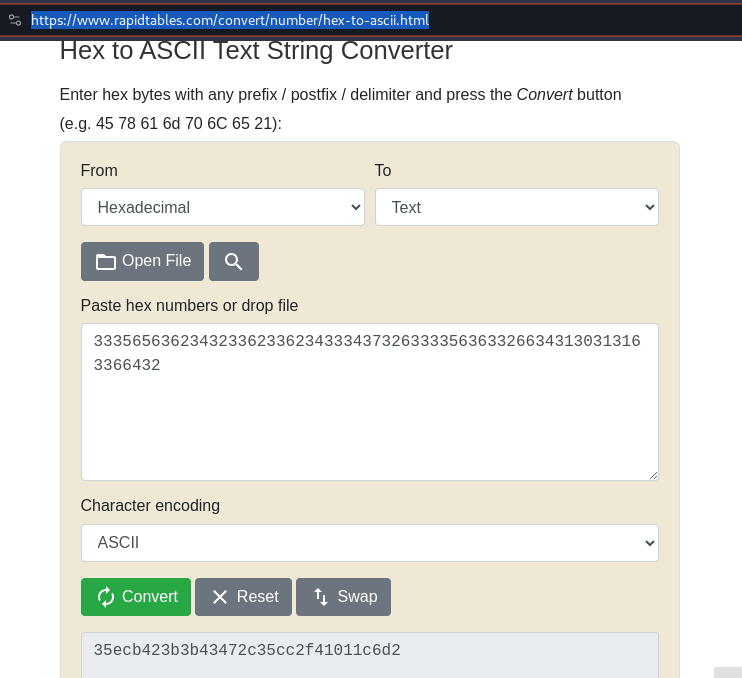 https://www.rapidtables.com/convert/number/hex-to-ascii.html
Hex to ASCII Text String Converter
Enter hex bytes with any prefix / postfix / delimiter and press the Convert button
(e.g. 45 78 61 6d 70 6C 65 21):
From To
Hexadecimal Text
Open File
Paste hex numbers or drop file
333565636234323362336234333437326333356363326634313031316
3366432
Character encoding
ASCII
Convert Reset Swap
35ecb423b3b43472c35cc2f41011c6d2